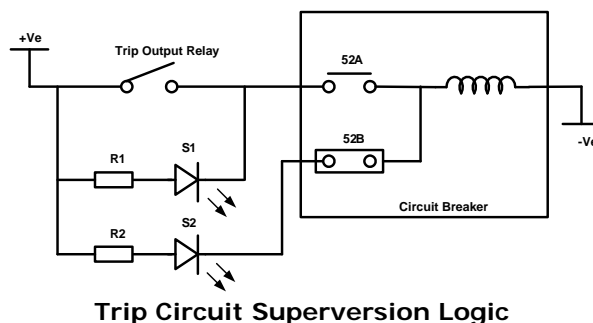 +Ve
Trip Output Relay
52A
S1
R1
52B
-Ve
S2
R2
Circuit Breaker
Trip Circuit Superversion Logic